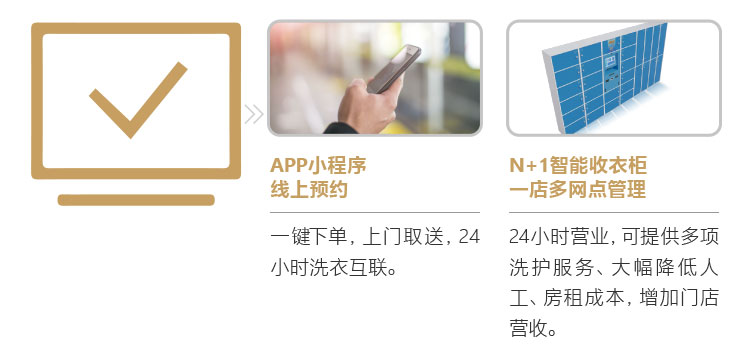 APP小程序
线上预约
一键下单，上门取送，24
小时洗衣互联。
N+1智能收衣柜
一店多网点管理
24小时营业，可提供多项
洗护服务、大幅降低人
工、房租成本，增加门店
营收。